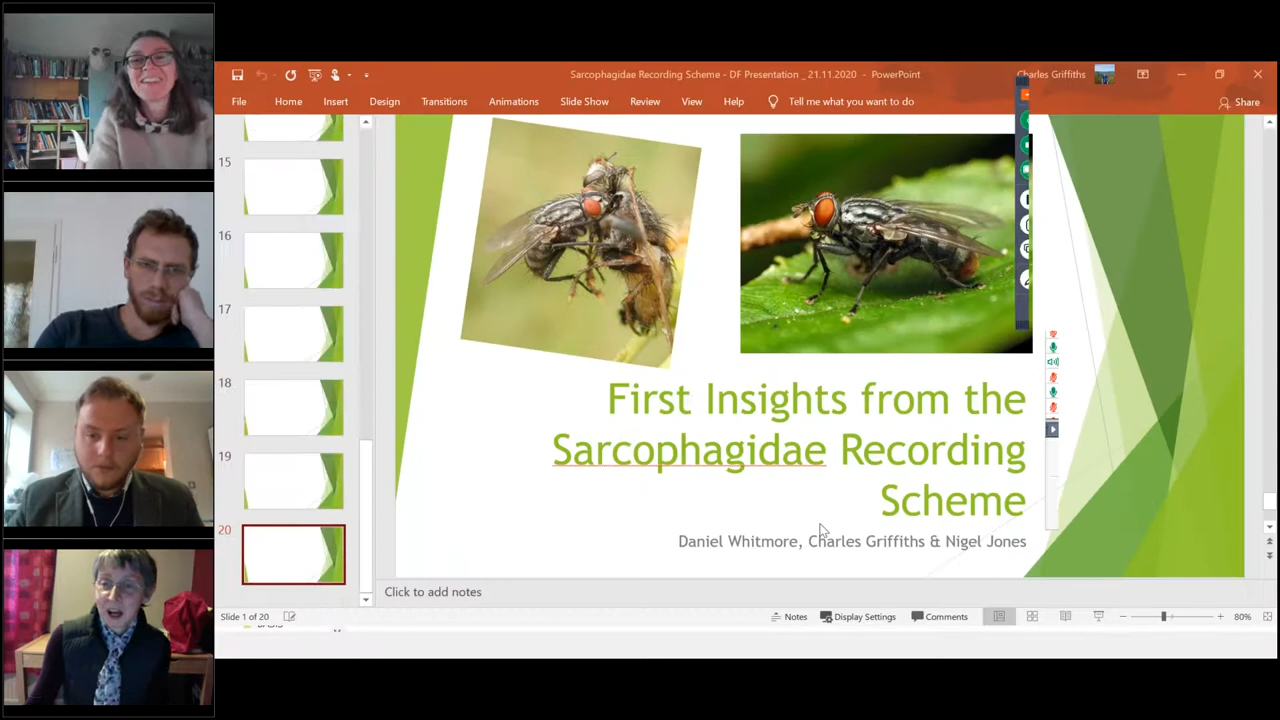 Sarcophagidae Recording Scheme - DF Presentation _ 21.11.2020 - PowerPoint
Charles Griffiths
File
Home
Insert
Design
Transitions
Animations
Slide Show
Review
View
Help
Tell me what you want to do
Share
15
16
17
18
19
20
First Insights from the
Sarcophagidae Recording
Scheme
Daniel Whitmore, Charles Griffiths & Nigel Jones
Click to add notes
Slide 1 of 20
Notes
Display Settings
Comments
80%